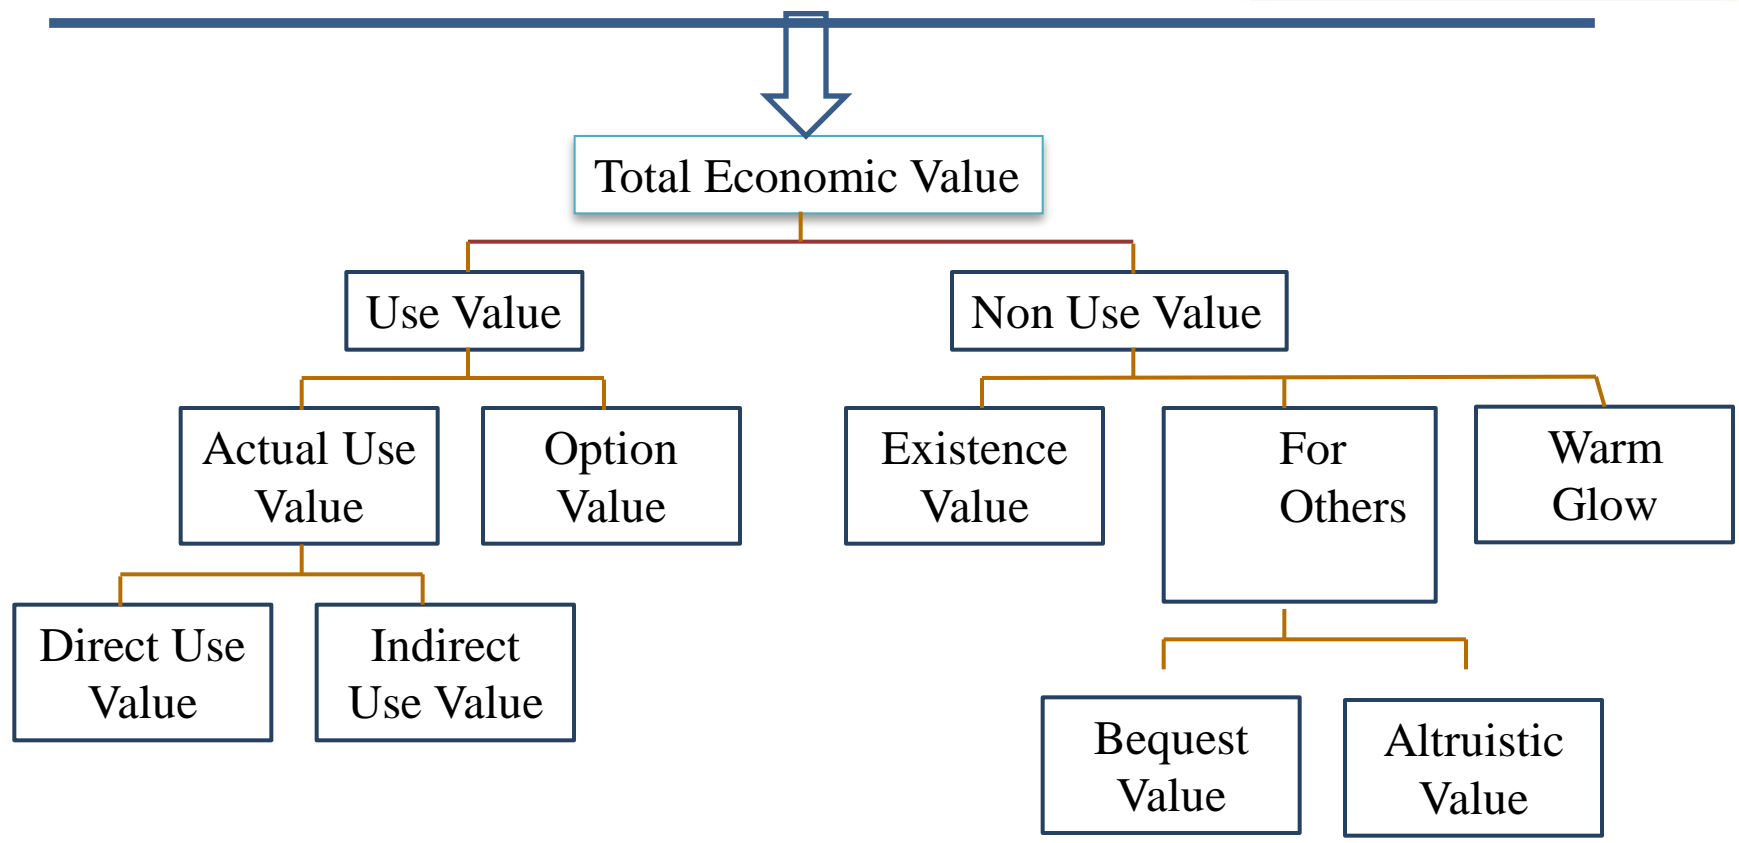 Total Economic Value
Use Value
Non Use Value
Actual Use
Value
Option
Value
Existence
Value
For
Others
Warm
Glow
Direct Use
Value
Indirect
Use Value
Bequest
Value
Altruistic
Value